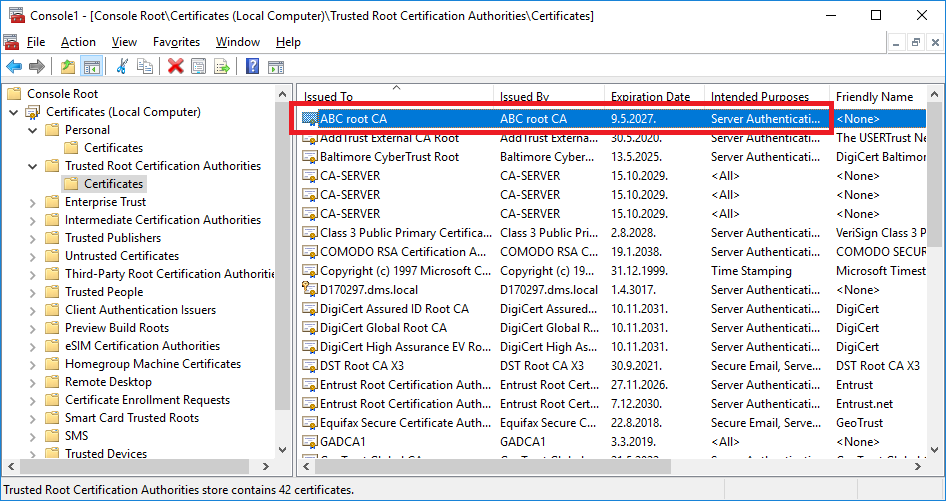 Console1 - [Console Root\Certificates (Local Computer)\Trusted Root Certification Authorities\Certificates]
File Action View Favorites Window Help
Console Root
Certificates (Local Computer)
Personal
Certificates
Trusted Root Certification Authorities
Certificates
Enterprise Trust
Intermediate Certification Authorities
Trusted Publishers
Untrusted Certificates
Third-Party Root Certification Authoritie
Trusted People
Client Authentication Issuers
Preview Build Roots
eSIM Certification Authorities
Homegroup Machine Certificates
Remote Desktop
Certificate Enrollment Requests
Smart Card Trusted Roots
SMS
Trusted Devices
Issued To Issued By Expiration Date Intended Purposes Friendly Name
ABC root CA ABC root CA 9.5.2027. Server Authenticati... <None>
AddTrust External CA Root AddTrust External... 30.5.2020. Server Authenticati... The USERTrust Ne
Baltimore CyberTrust Root Baltimore Cyber... 13.5.2025. Server Authenticati... DigiCert Baltimor
CA-SERVER CA-SERVER 15.10.2029. <All> <None>
CA-SERVER CA-SERVER 15.10.2029. <All> <None>
CA-SERVER CA-SERVER 15.10.2029. <All> <None>
Class 3 Public Primary Certifica... Class 3 Public Pri... 2.8.2028. Server Authenticati... VeriSign Class 3 P
COMODO RSA Certification A... COMODO RSA Ce... 19.1.2038. Server Authenticati... COMODO SECUR
Copyright (c) 1997 Microsoft C... Copyright (c) 199... 31.12.1999. Time Stamping Microsoft Timest
D170297.dms.local D170297.dms.local 1.4.3017. Server Authenticati... <None>
DigiCert Assured ID Root CA DigiCert Assured... 10.11.2031. Server Authenticati... DigiCert
DigiCert Global Root CA DigiCert Global R... 10.11.2031. Server Authenticati... DigiCert
DigiCert High Assurance EV Ro... DigiCert High As... 10.11.2031. Server Authenticati... DigiCert
DST Root CA X3 DST Root CA X3 30.9.2021. Secure Email, Serve... DST Root CA X3
Entrust Root Certification Auth... Entrust Root Cert... 27.11.2026. Server Authenticati... Entrust
Entrust Root Certification Auth... Entrust Root Cert... 7.12.2030. Server Authenticati... Entrust.net
Equifax Secure Certificate Auth... Equifax Secure Ce... 22.8.2018. Secure Email, Serve... GeoTrust
GADCA1 GADCA1 3.3.2019. <All> <None>
Trusted Root Certification Authorities store contains 42 certificates.